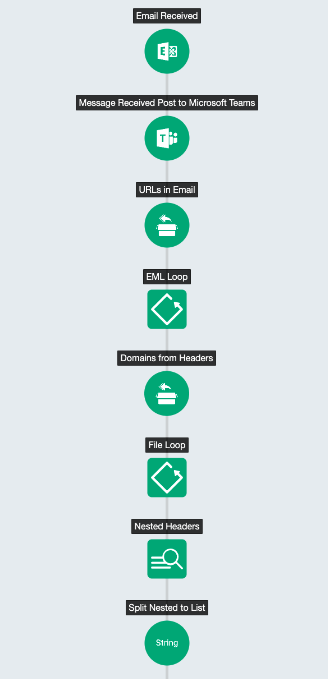 Email Received
E
Message Received Post to Microsoft Teams
T
URLs in Email
EML Loop
Domains from Headers
File Loop
Nested Headers
Split Nested to List
String